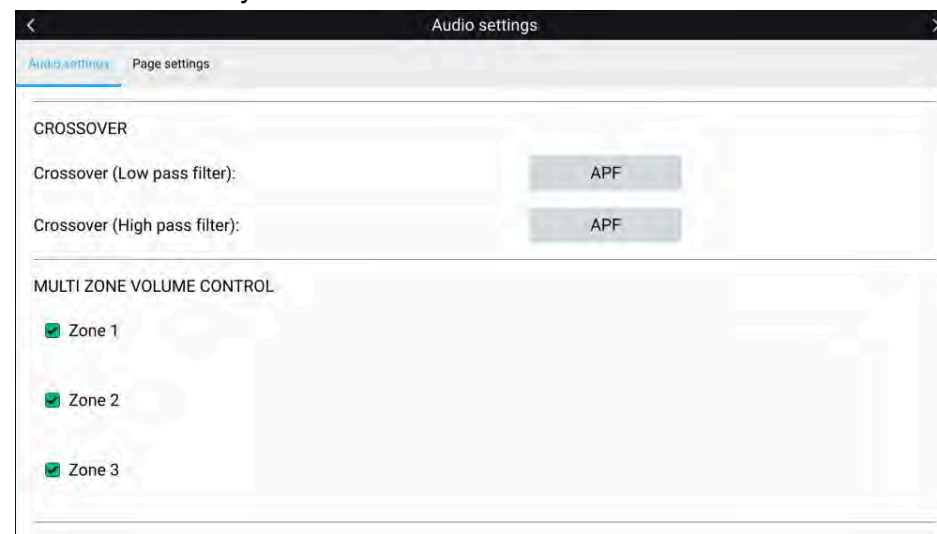 Audio settings
Audio settings Page settings
CROSSOVER
Crossover (Low pass filter): APF
Crossover (High pass filter): APF
MULTI ZONE VOLUME CONTROL
Zone 1
Zone 2
Zone 3